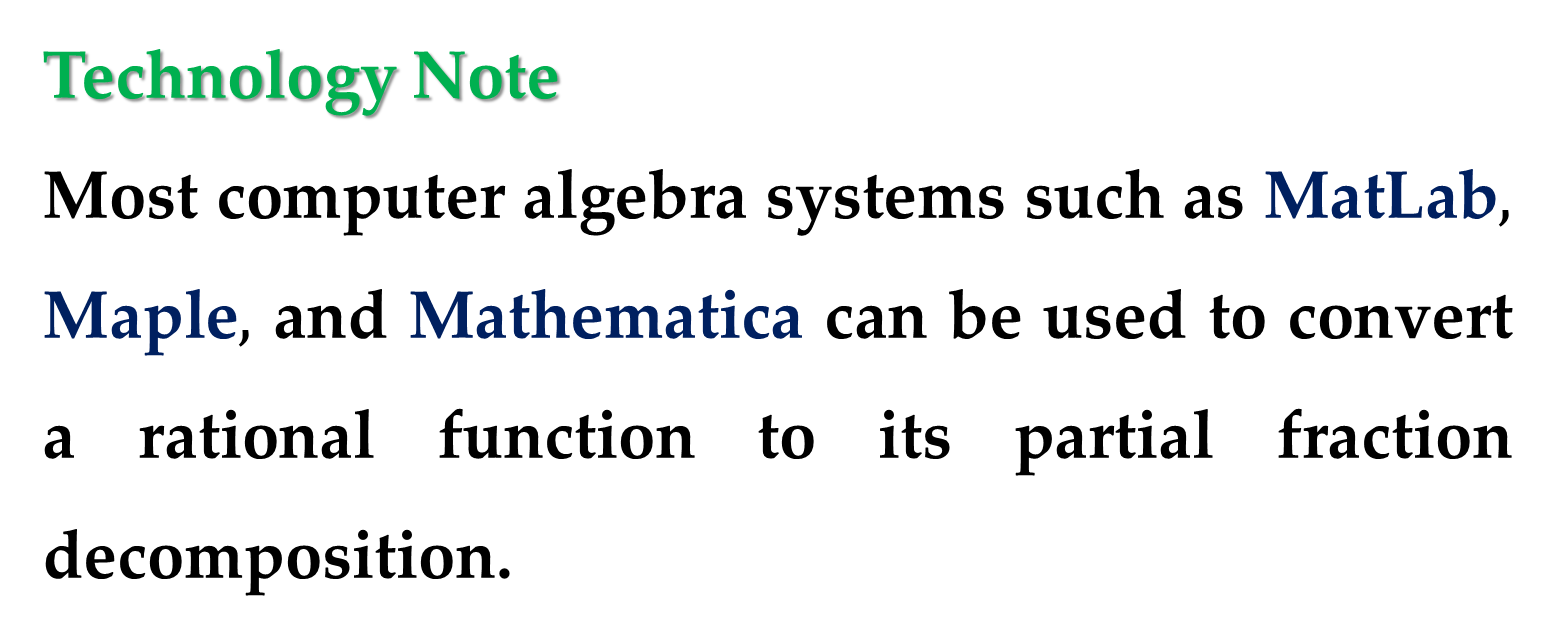 Technology Note
Most computer algebra systems such as MatLab,
Maple, and Mathematica can be used to convert
a rational function to its partial fraction
decomposition.